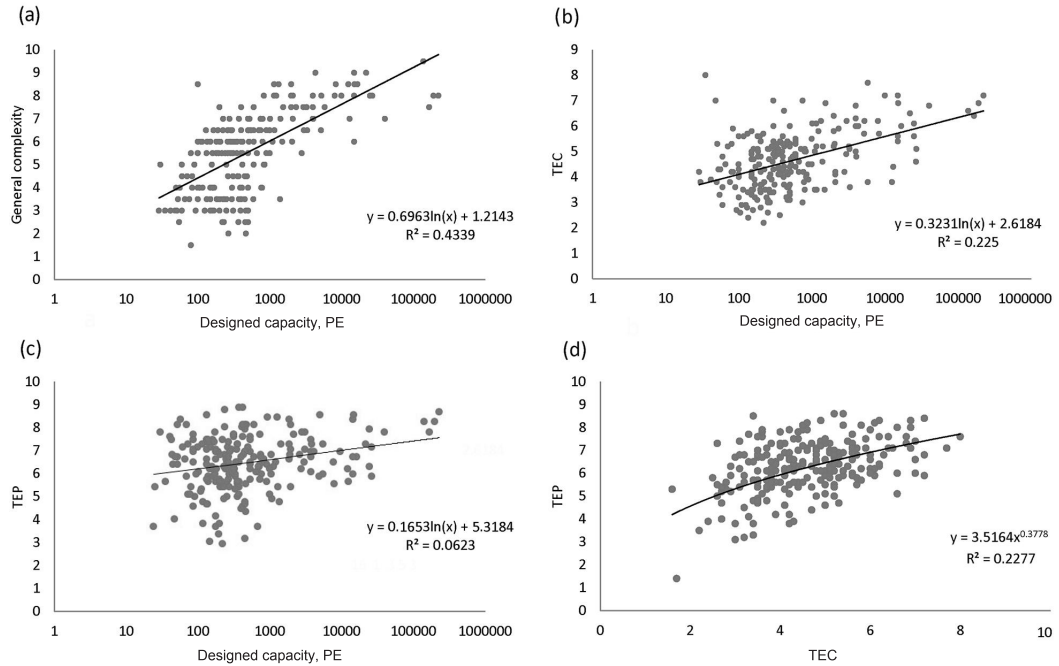 (a)
10
9
8
7
6
5
4
3
2
1
0
General complexity
y = 0.6963ln(x) + 1.2143
R² = 0.4339
1 10 100 1000 10000 100000 1000000
Designed capacity, PE
(b)
9
8
7
6
5
4
3
2
1
0
TEC
y = 0.3231ln(x) + 2.6184
R² = 0.225
1 10 100 1000 10000 100000 1000000
Designed capacity, PE
(c)
10
9
8
7
6
5
4
3
2
1
0
TEP
y = 0.1653ln(x) + 5.3184
R² = 0.0623
1 10 100 1000 10000 100000 1000000
Designed capacity, PE
(d)
10
9
8
7
6
5
4
3
2
1
0
TEP
y = 3.5164x^0.3778
R² = 0.2277
0 2 4 6 8 10
TEC